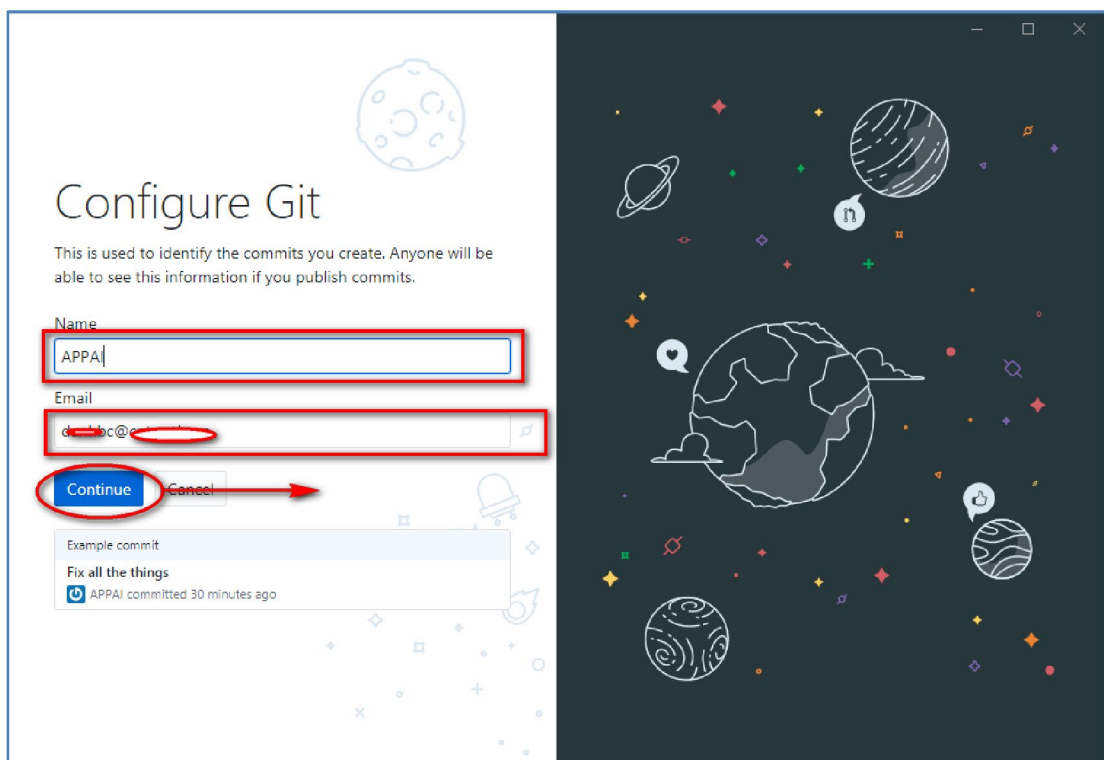 Configure Git
This is used to identify the commits you create. Anyone will be
able to see this information if you publish commits.
Name
APPAI
Email
Continue
Cancel
Example commit
Fix all the things
APPAI committed 30 minutes ago